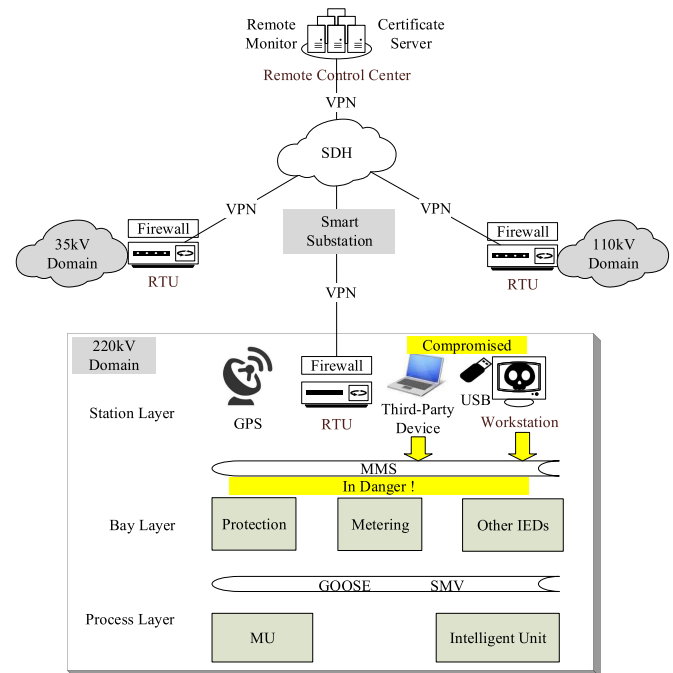 Remote
Monitor
Certificate
Server
Remote Control Center
VPN
SDH
VPN
VPN
Smart
Substation
Firewall
35kV
Domain
RTU
Firewall
110kV
Domain
RTU
VPN
220kV
Domain
Compromised
Firewall
Station Layer
GPS
RTU
Third-Party
Device
USB
Workstation
MMS
In Danger !
Bay Layer
Protection
Metering
Other IEDs
GOOSE SMV
Process Layer
MU
Intelligent Unit